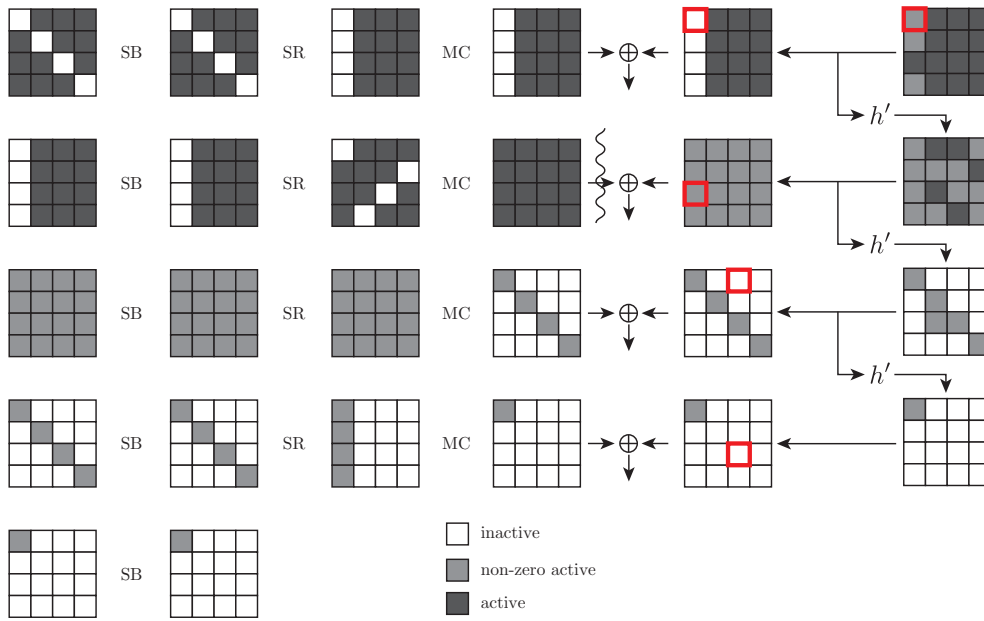 SB SR MC
h′
SB SR MC
h′
SB SR MC
h′
SB SR MC
SB
inactive
non-zero active
active